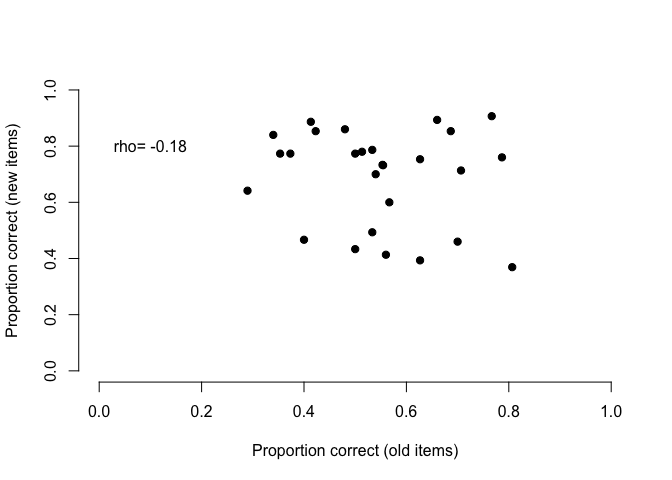 1.0
0.8
0.6
0.4
0.2
0.0
Proportion correct (new items)
rho= -0.18
0.0 0.2 0.4 0.6 0.8 1.0
Proportion correct (old items)